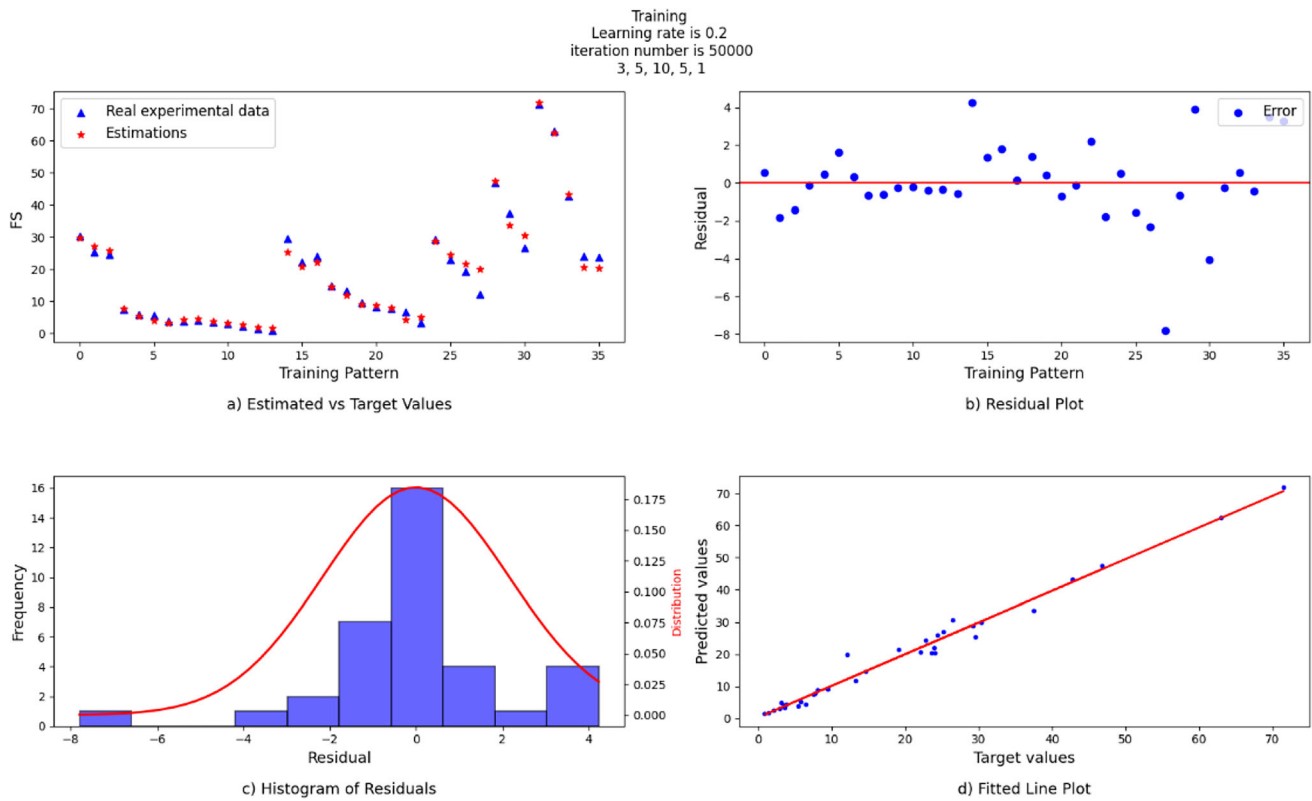 Training
Learning rate is 0.2
iteration number is 50000
3, 5, 10, 5, 1
Real experimental data
Estimations
FS
70
60
50
40
30
20
10
0
0 5 10 15 20 25 30 35
Training Pattern
a) Estimated vs Target Values
Error
Residual
4
2
0
−2
−4
−6
−8
0 5 10 15 20 25 30 35
Training Pattern
b) Residual Plot
Frequency
16
14
12
10
8
6
4
2
0
0.175
0.150
0.125
0.100
0.075
0.050
0.025
0.000
Distribution
−8 −6 −4 −2 0 2 4
Residual
c) Histogram of Residuals
Predicted values
70
60
50
40
30
20
10
0
0 10 20 30 40 50 60 70
Target values
d) Fitted Line Plot